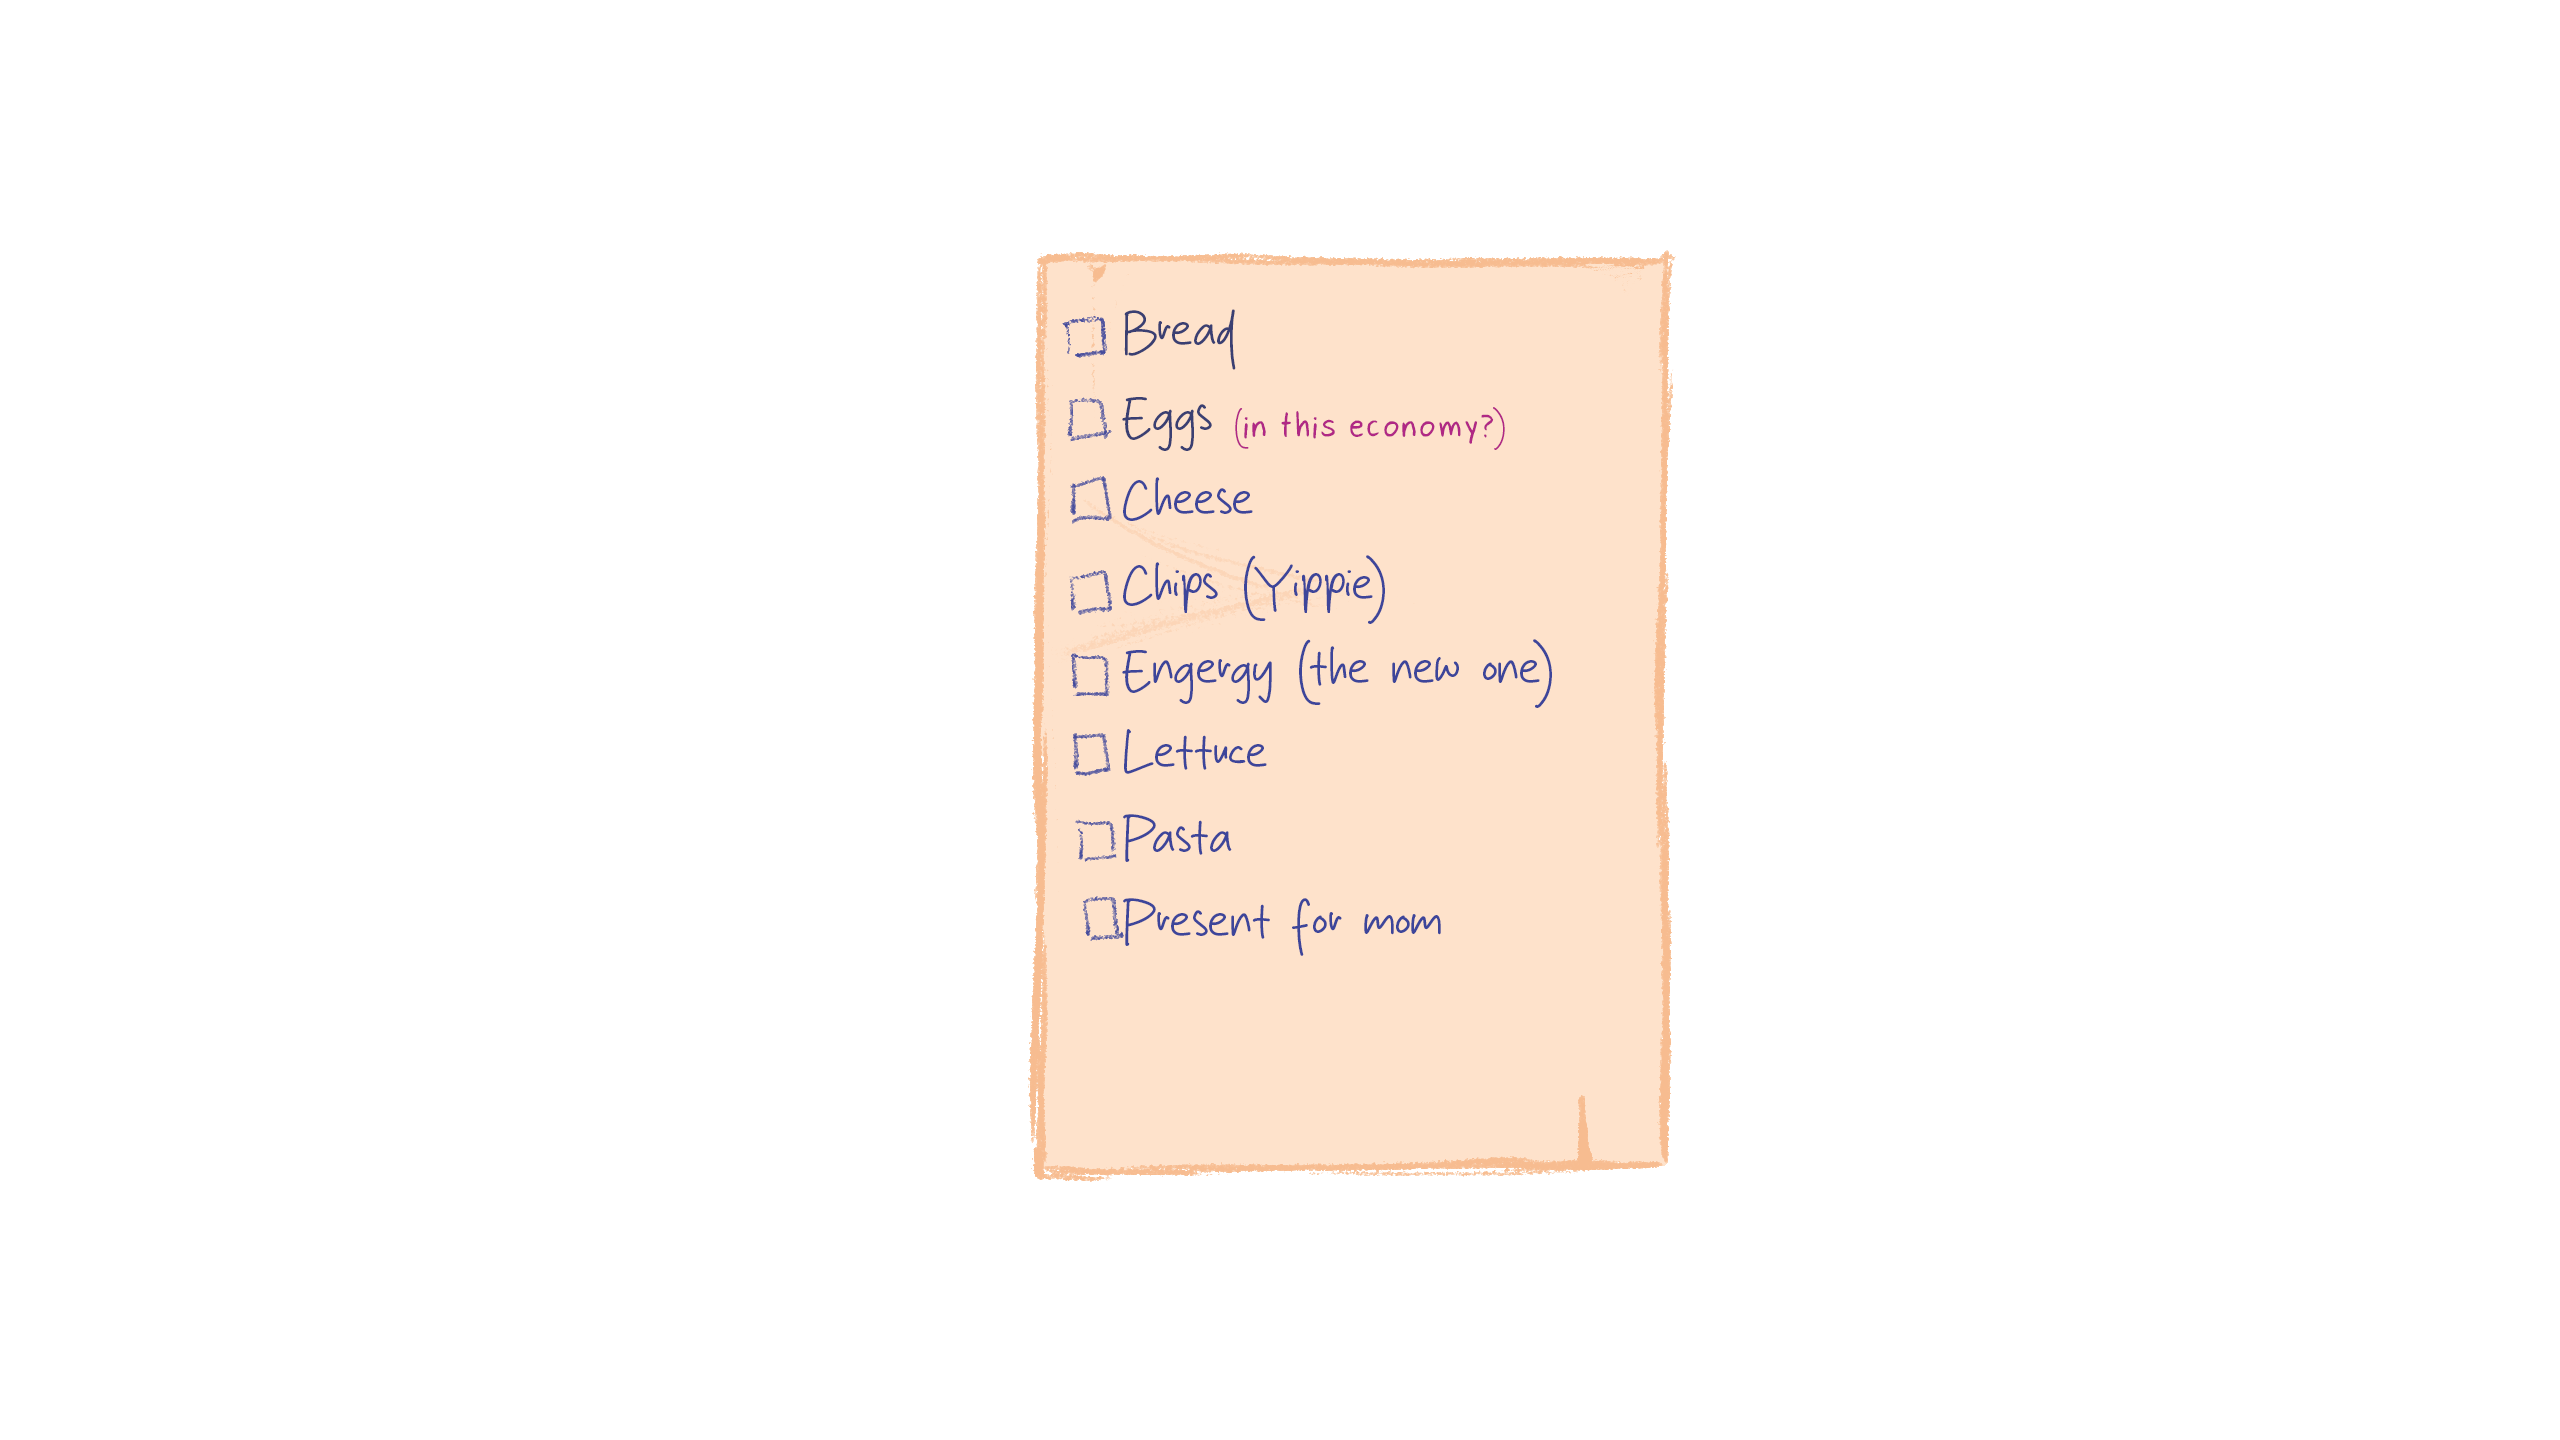 Bread
Eggs (in this economy?)
Cheese
Chips (Yippie)
Engergy (the new one)
Lettuce
Pasta
Present for mom